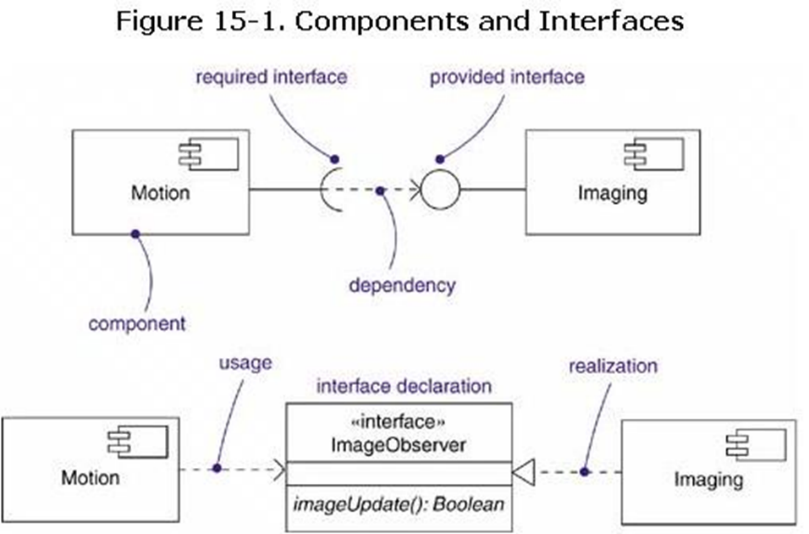 Figure 15-1. Components and Interfaces
required interface
provided interface
Motion
Imaging
dependency
component
usage
interface declaration
realization
«interface»
ImageObserver
Motion
Imaging
imageUpdate(): Boolean